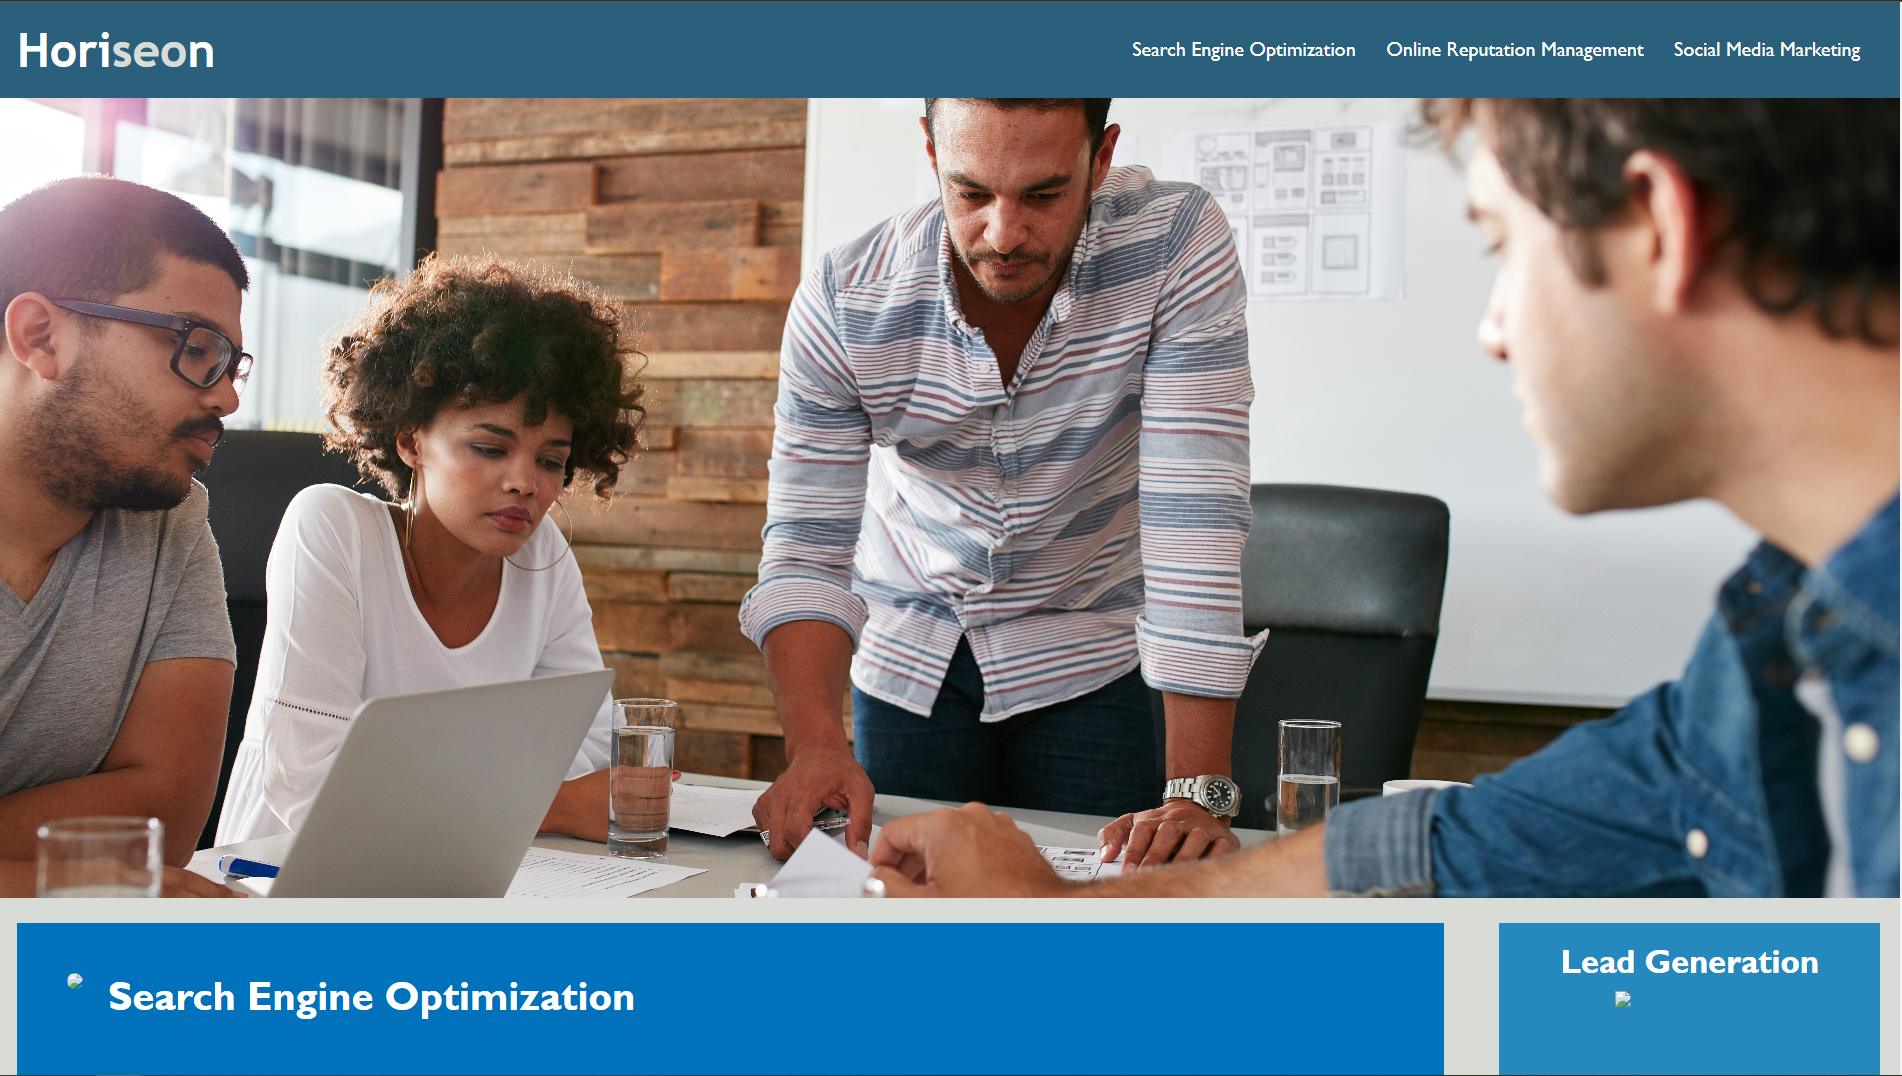 Horiseon
Search Engine Optimization
Online Reputation Management
Social Media Marketing
Search Engine Optimization
Lead Generation